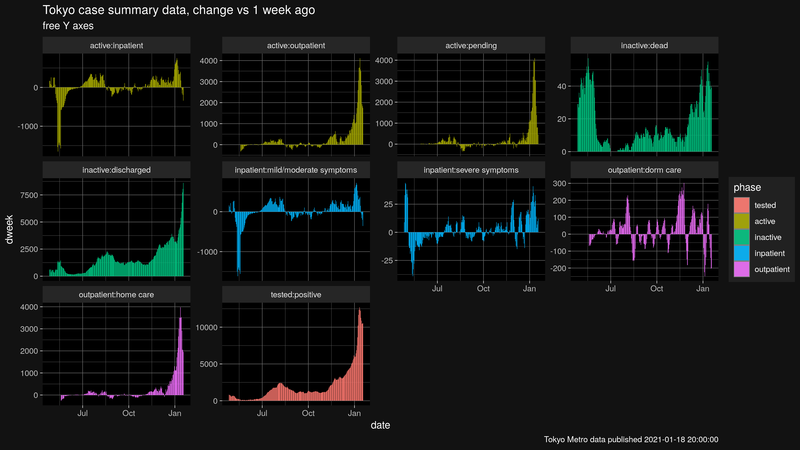 Tokyo case summary data, change vs 1 week ago
free Y axes
active:inpatient
active:outpatient
active:pending
inactive:dead
0
-1000
4000
3000
2000
1000
0
4000
3000
2000
1000
0
40
20
0
inactive:discharged
inpatient:mild/moderate symptoms
inpatient:severe symptoms
outpatient:dorm care
7500
5000
2500
0
0
-1000
25
0
-25
300
200
100
0
-100
-200
Jul Oct Jan
Jul Oct Jan
outpatient:home care
tested:positive
4000
3000
2000
1000
0
10000
5000
0
Jul Oct Jan
Jul Oct Jan
dweek
date
phase
tested
active
inactive
inpatient
outpatient
Tokyo Metro data published 2021-01-18 20:00:00